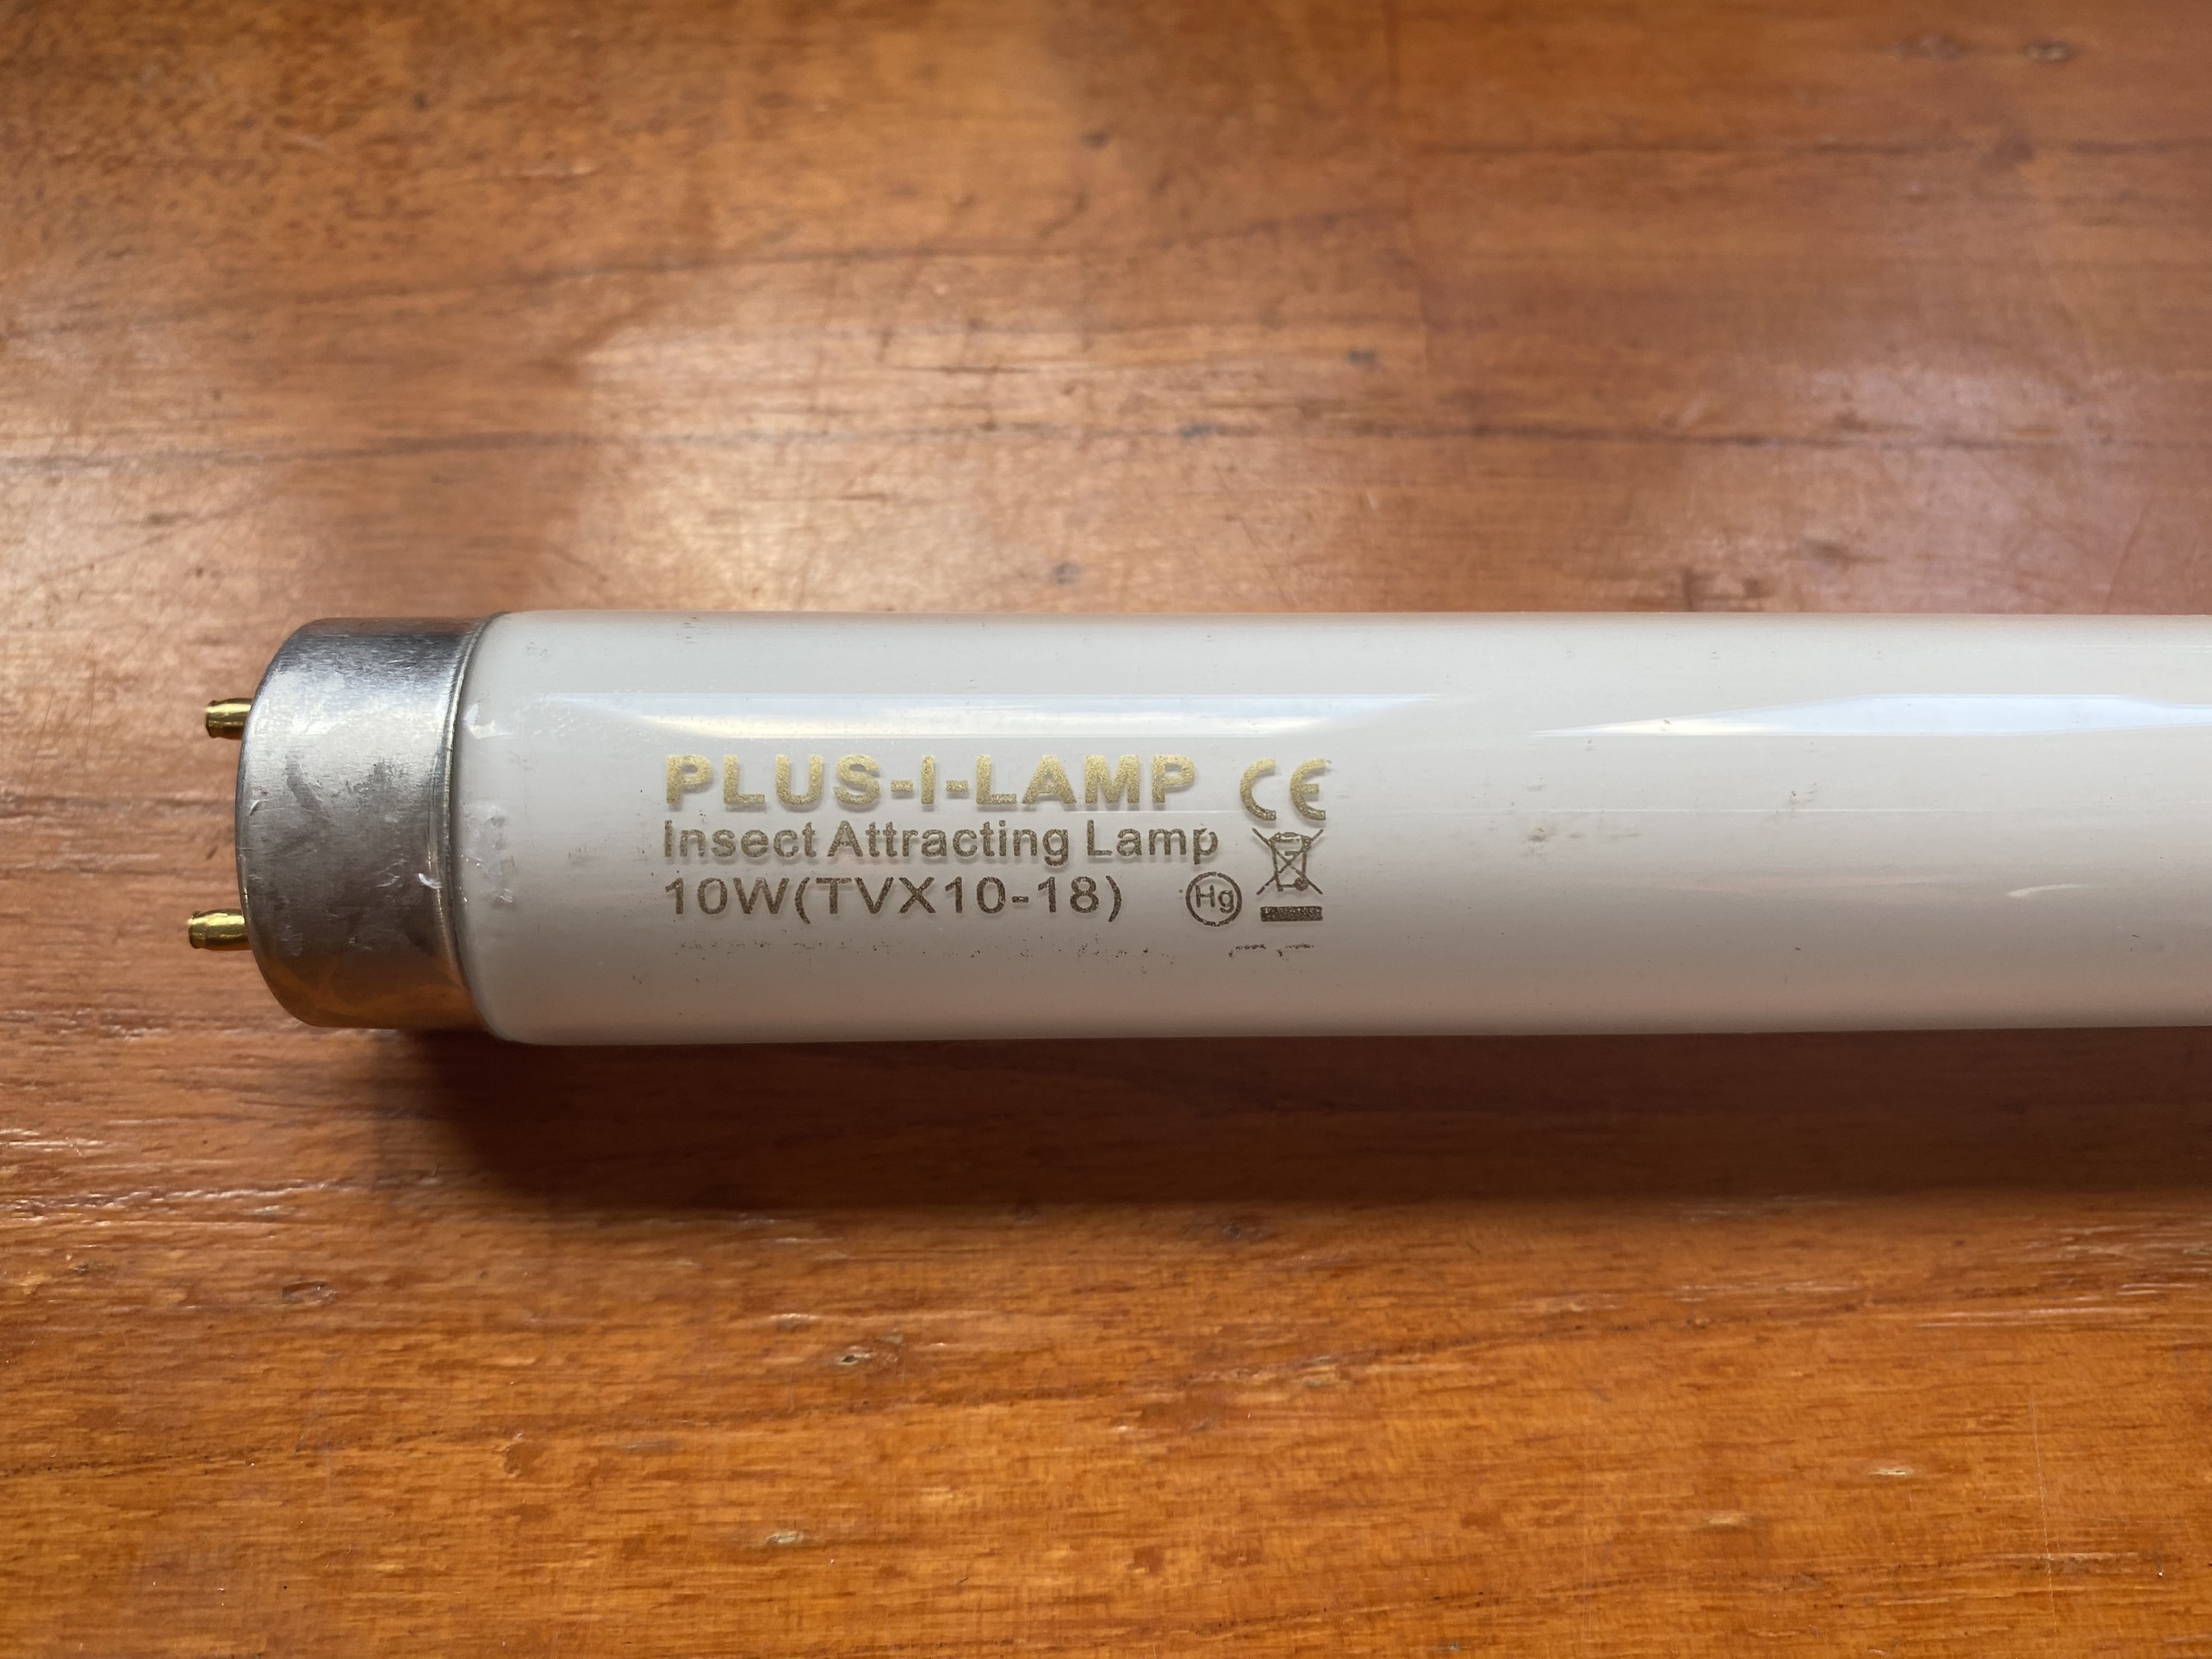 PLUS-I-LAMP CE
Insect Attracting Lamp
10W(TVX10-18) Hg